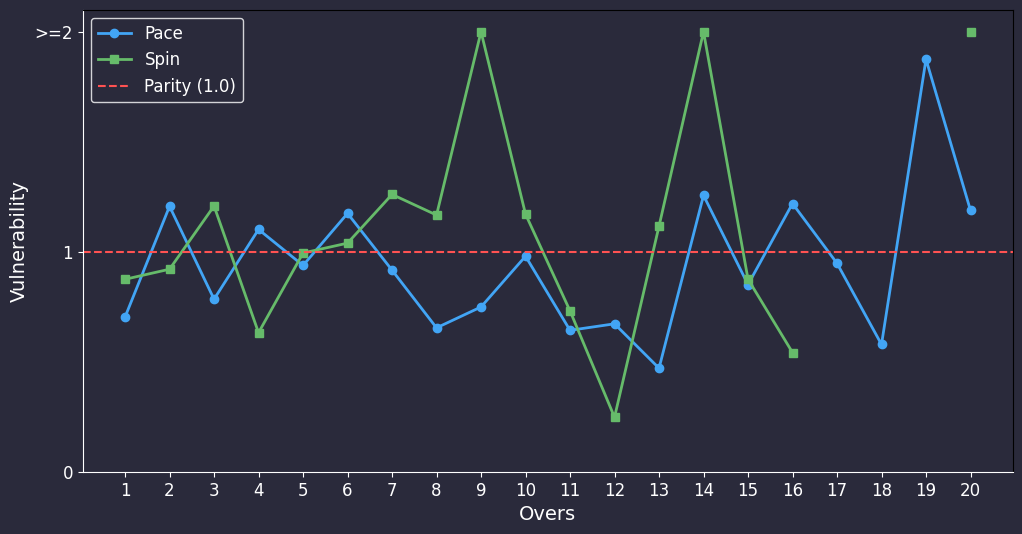 >=2
Pace
Spin
Parity (1.0)
Vulnerability
1
0
1 2 3 4 5 6 7 8 9 10 11 12 13 14 15 16 17 18 19 20
Overs